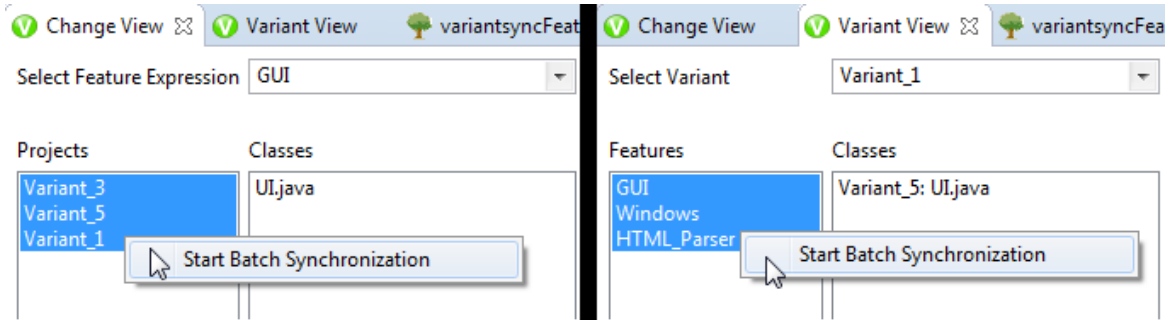 Change View
Variant View
variantsyncFeat
Select Feature Expression
GUI
Projects
Classes
Variant_3
Variant_5
Variant_1
UI.java
Start Batch Synchronization
Change View
Variant View
variantsyncFea
Select Variant
Variant_1
Features
Classes
GUI
Windows
HTML_Parser
Variant_5: UI.java
Start Batch Synchronization